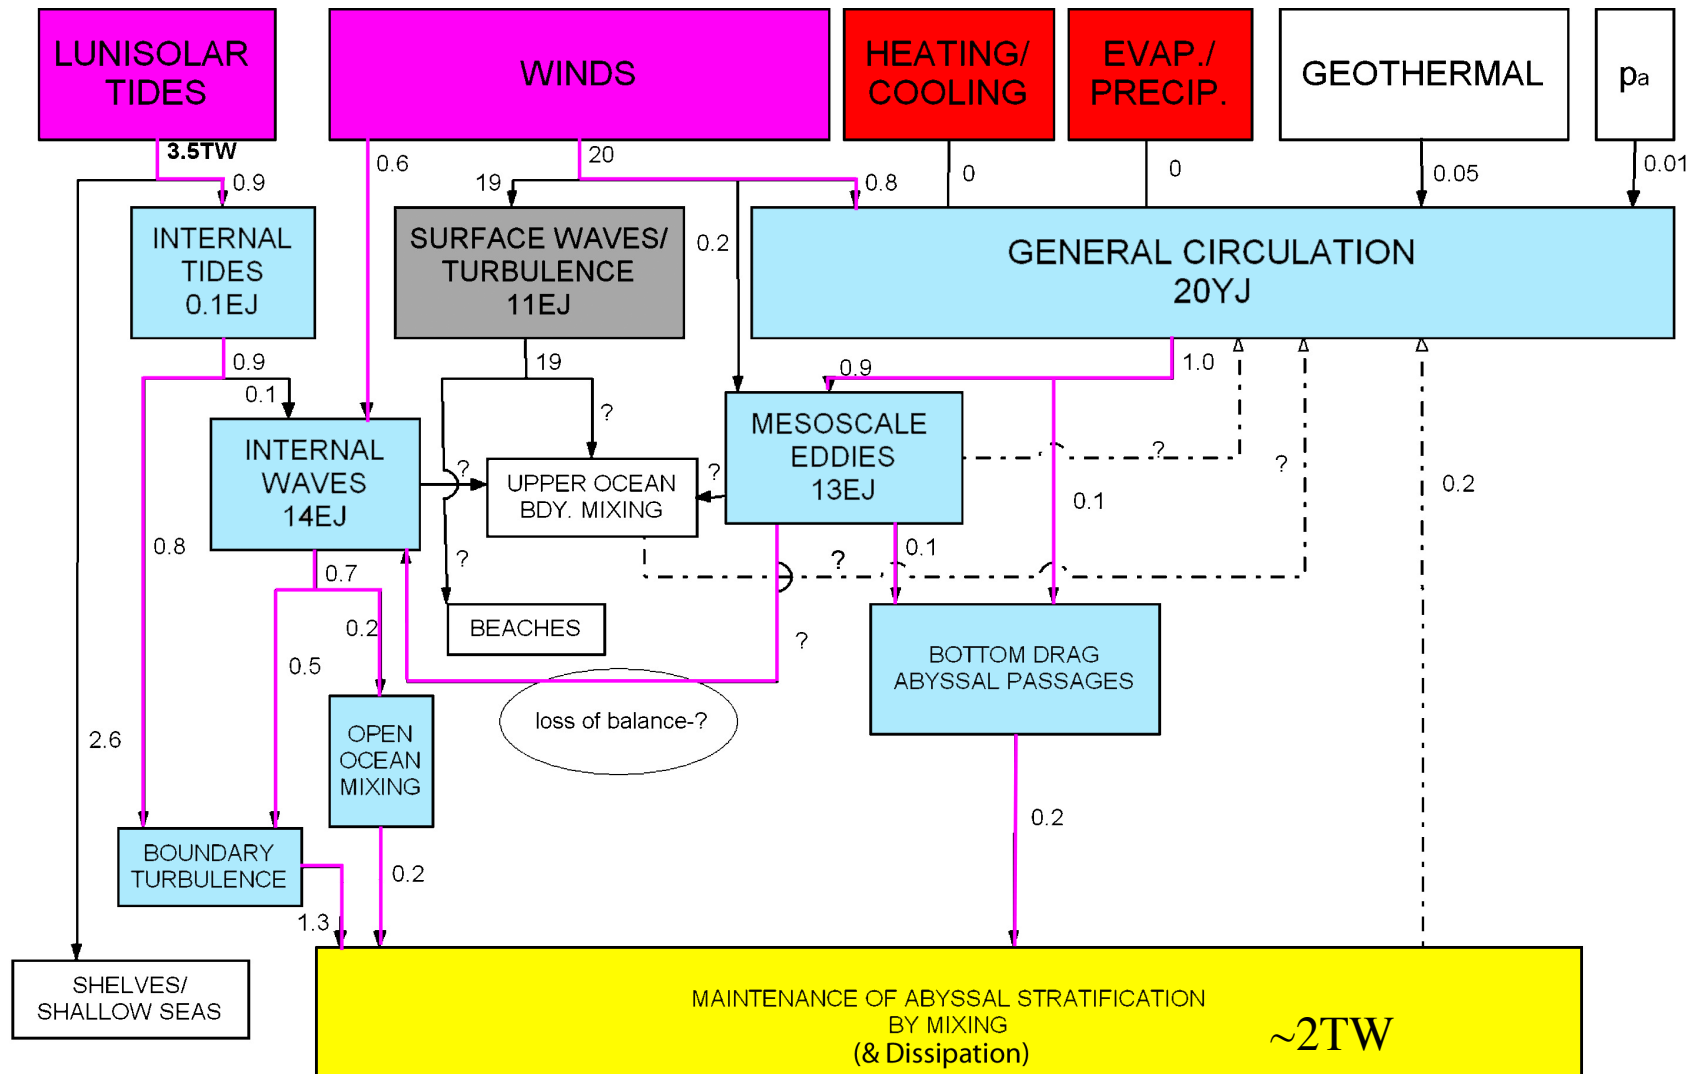 LUNISOLAR
TIDES
WINDS
HEATING/
COOLING
EVAP./
PRECIP.
GEOTHERMAL
pa
3.5TW
0.9
0.6
20
19
0.2
0.8
0
0
0.05
0.01
INTERNAL
TIDES
0.1EJ
SURFACE WAVES/
TURBULENCE
11EJ
GENERAL CIRCULATION
20YJ
0.9
0.1
19
?
0.9
1.0
INTERNAL
WAVES
14EJ
?
UPPER OCEAN
BDY. MIXING
?
MESOSCALE
EDDIES
13EJ
?
?
0.1
0.2
0.8
0.7
?
?
0.1
0.2
0.5
BEACHES
?
BOTTOM DRAG
ABYSSAL PASSAGES
2.6
OPEN
OCEAN
MIXING
loss of balance-?
0.2
BOUNDARY
TURBULENCE
0.2
1.3
SHELVES/
SHALLOW SEAS
MAINTENANCE OF ABYSSAL STRATIFICATION
BY MIXING
(& Dissipation)
~2TW